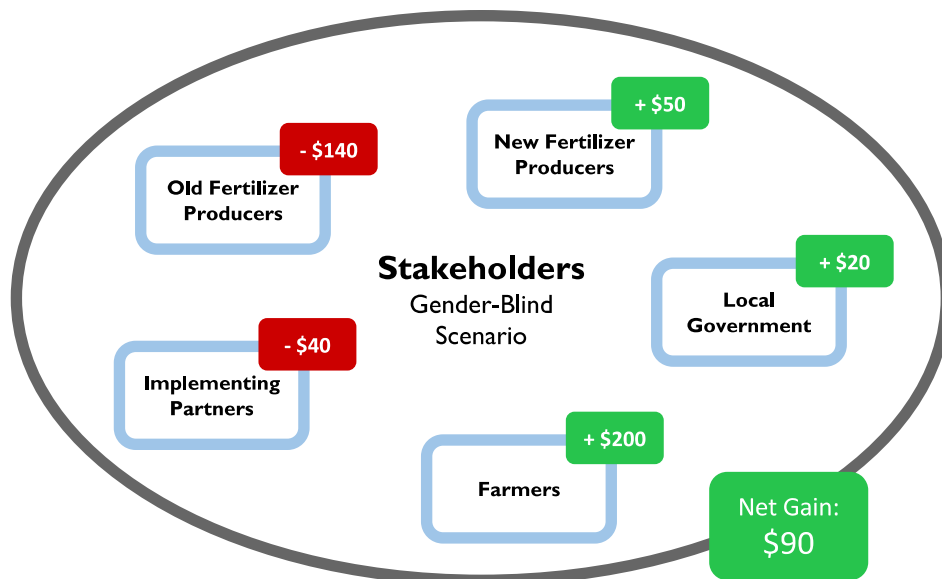 + $50
New Fertilizer
Producers
- $140
Old Fertilizer
Producers
Stakeholders
Gender-Blind
Scenario
+ $20
Local
Government
- $40
Implementing
Partners
+ $200
Farmers
Net Gain:
$90